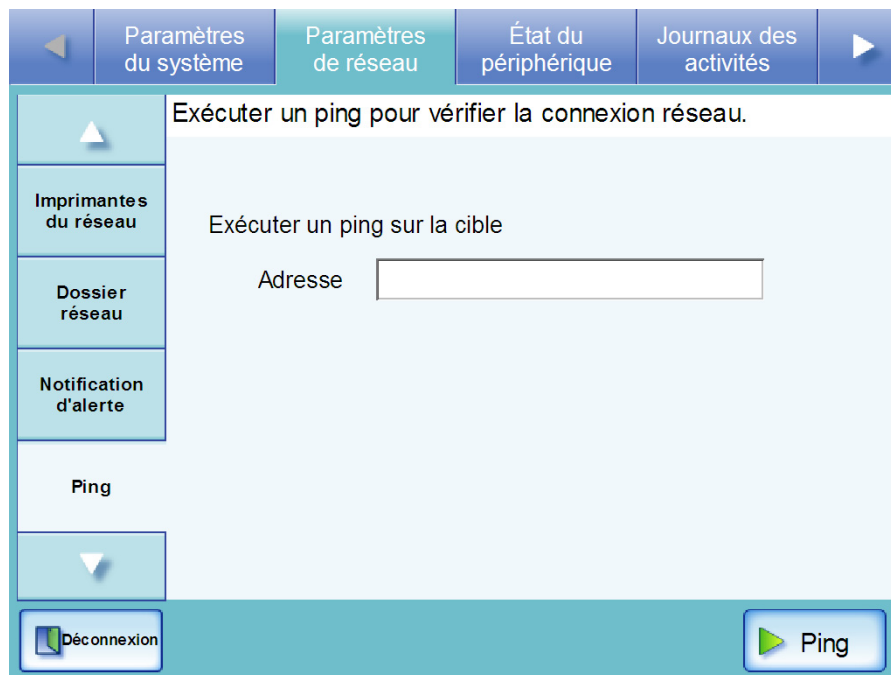 Paramètres
du système
Paramètres
de réseau
État du
périphérique
Journaux des
activités
Exécuter un ping pour vérifier la connexion réseau.
Imprimantes
du réseau
Dossier
réseau
Notification
d'alerte
Ping
Exécuter un ping sur la cible
Adresse
Déconnexion
Ping